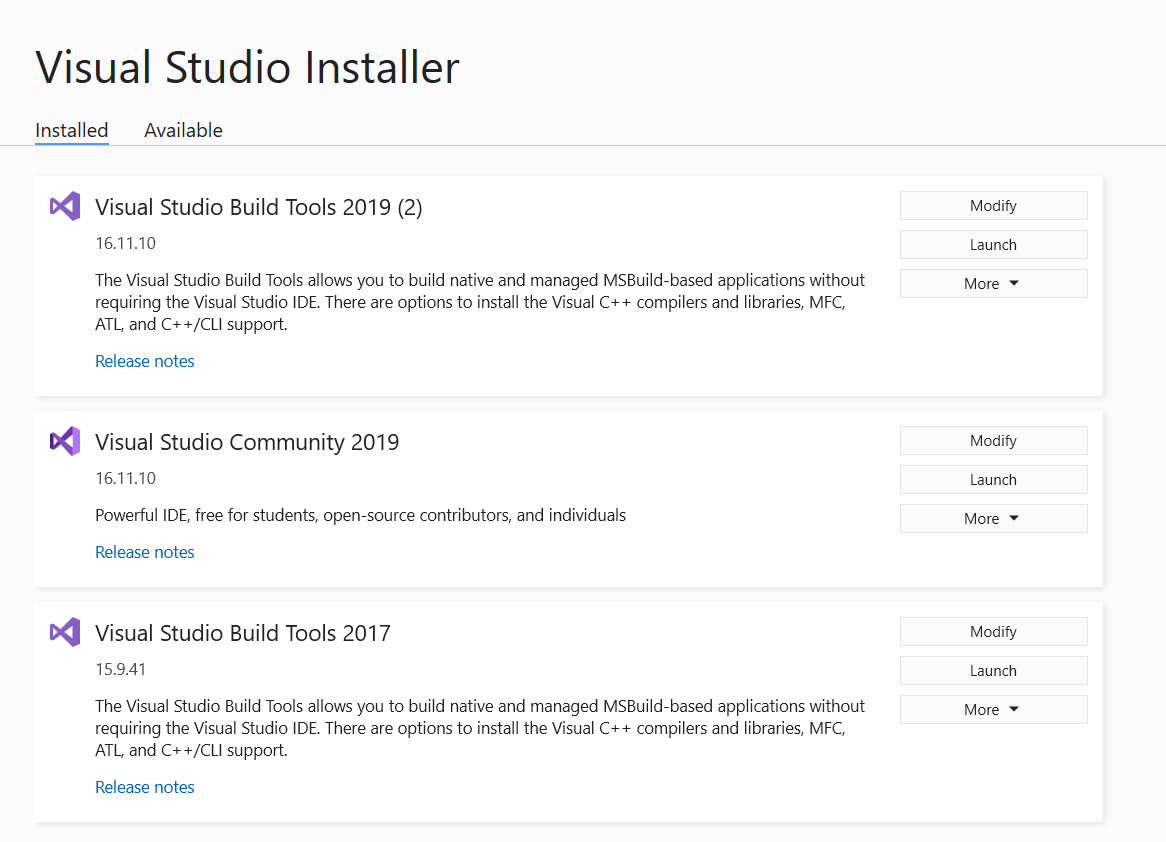 Visual Studio Installer
Installed
Available
Visual Studio Build Tools 2019 (2)
16.11.10
The Visual Studio Build Tools allows you to build native and managed MSBuild-based applications without
requiring the Visual Studio IDE. There are options to install the Visual C++ compilers and libraries, MFC,
ATL, and C++/CLI support.
Release notes
Modify
Launch
More
Visual Studio Community 2019
16.11.10
Powerful IDE, free for students, open-source contributors, and individuals
Release notes
Modify
Launch
More
Visual Studio Build Tools 2017
15.9.41
The Visual Studio Build Tools allows you to build native and managed MSBuild-based applications without
requiring the Visual Studio IDE. There are options to install the Visual C++ compilers and libraries, MFC,
ATL, and C++/CLI support.
Release notes
Modify
Launch
More